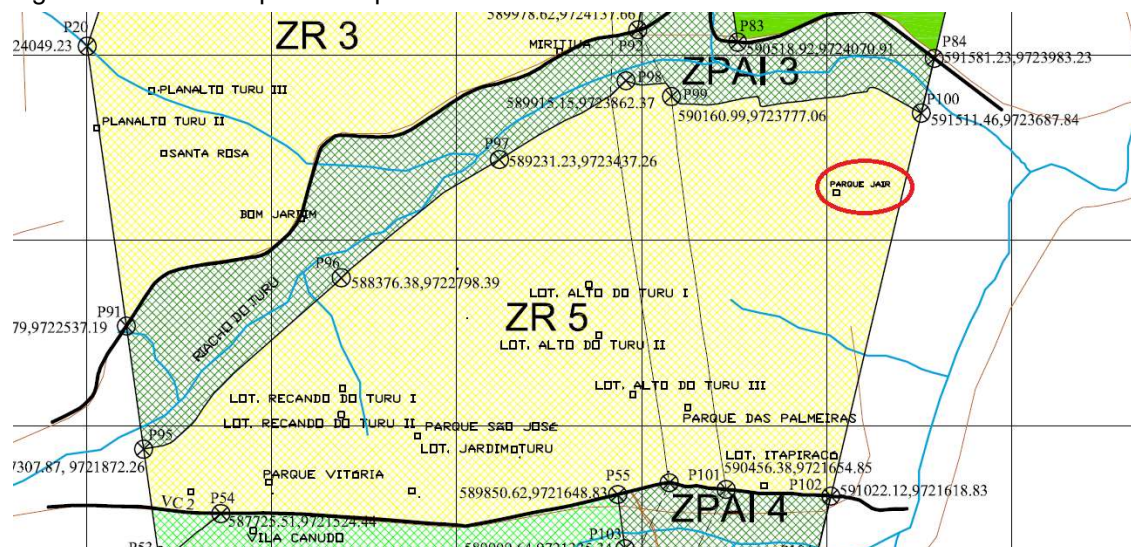 589978.62,9724137.66
P20
24049.23
ZR 3
MIRITIUA
P92
P83
590518.92,9724070.91
P84
591581.23,9723983.23
ZPAI 3
P98
P99
589915.15,9723862.37
590160.99,9723777.06
P100
591511.46,9723687.84
PLANALTO TURU III
PLANALTO TURU II
SANTA ROSA
P97
589231.23,9723437.26
PARQUE JAIR
BOM JARDIM
P96
588376.38,9722798.39
RIACHO DO TURU
P91
79,9722537.19
LOT. ALTO DO TURU I
ZR 5
LOT. ALTO DO TURU II
LOT. ALTO DO TURU III
LOT. RECANDO DO TURU I
LOT. RECANDO DO TURU II
PARQUE SÃO JOSÉ
PARQUE DAS PALMEIRAS
LOT. JARDIM TURU
P95
7307.87, 9721872.26
LOT. ITAPIRACÓ
PARQUE VITÓRIA
P55
P101
590456.38,9721654.85
589850.62,9721648.83
P102
591022.12,9721618.83
VC 2
P54
587725.51,9721524.44
ZPAI 4
VILA CANUDO
P103
P53